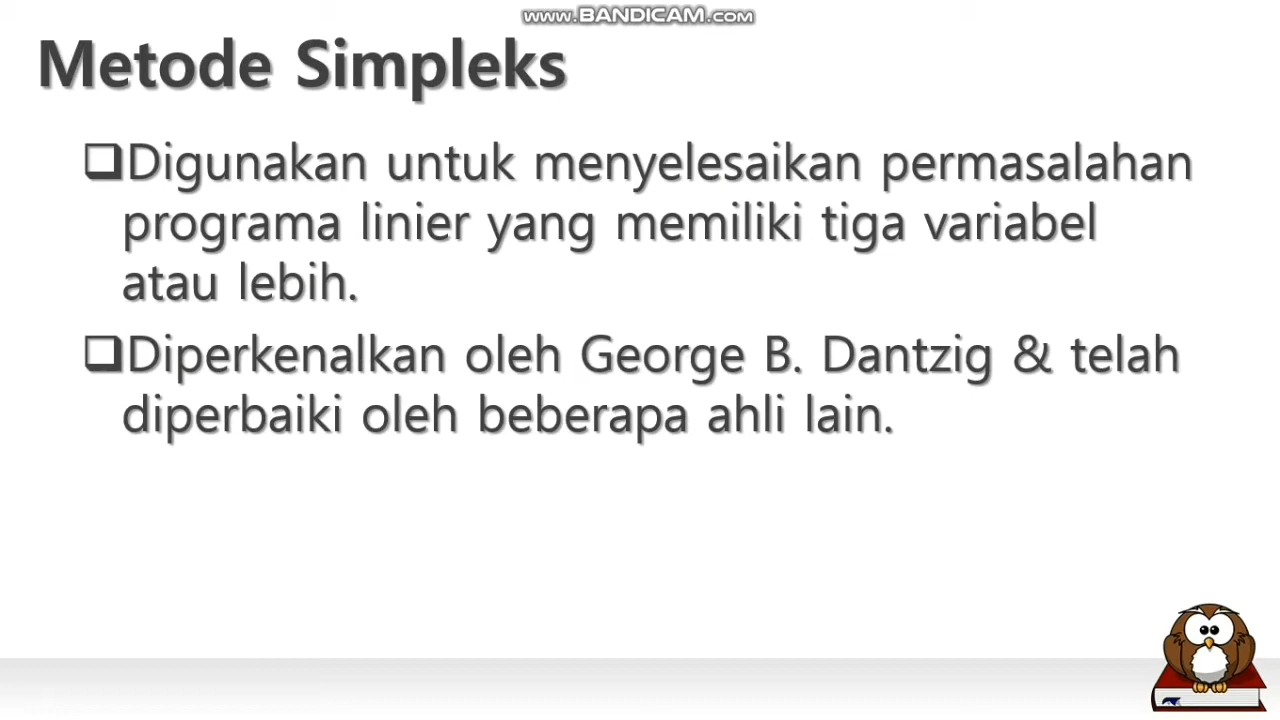 www.BANDICAM.com
Metode Simpleks
❑Digunakan untuk menyelesaikan permasalahan
programa linier yang memiliki tiga variabel
atau lebih.
❑Diperkenalkan oleh George B. Dantzig & telah
diperbaiki oleh beberapa ahli lain.